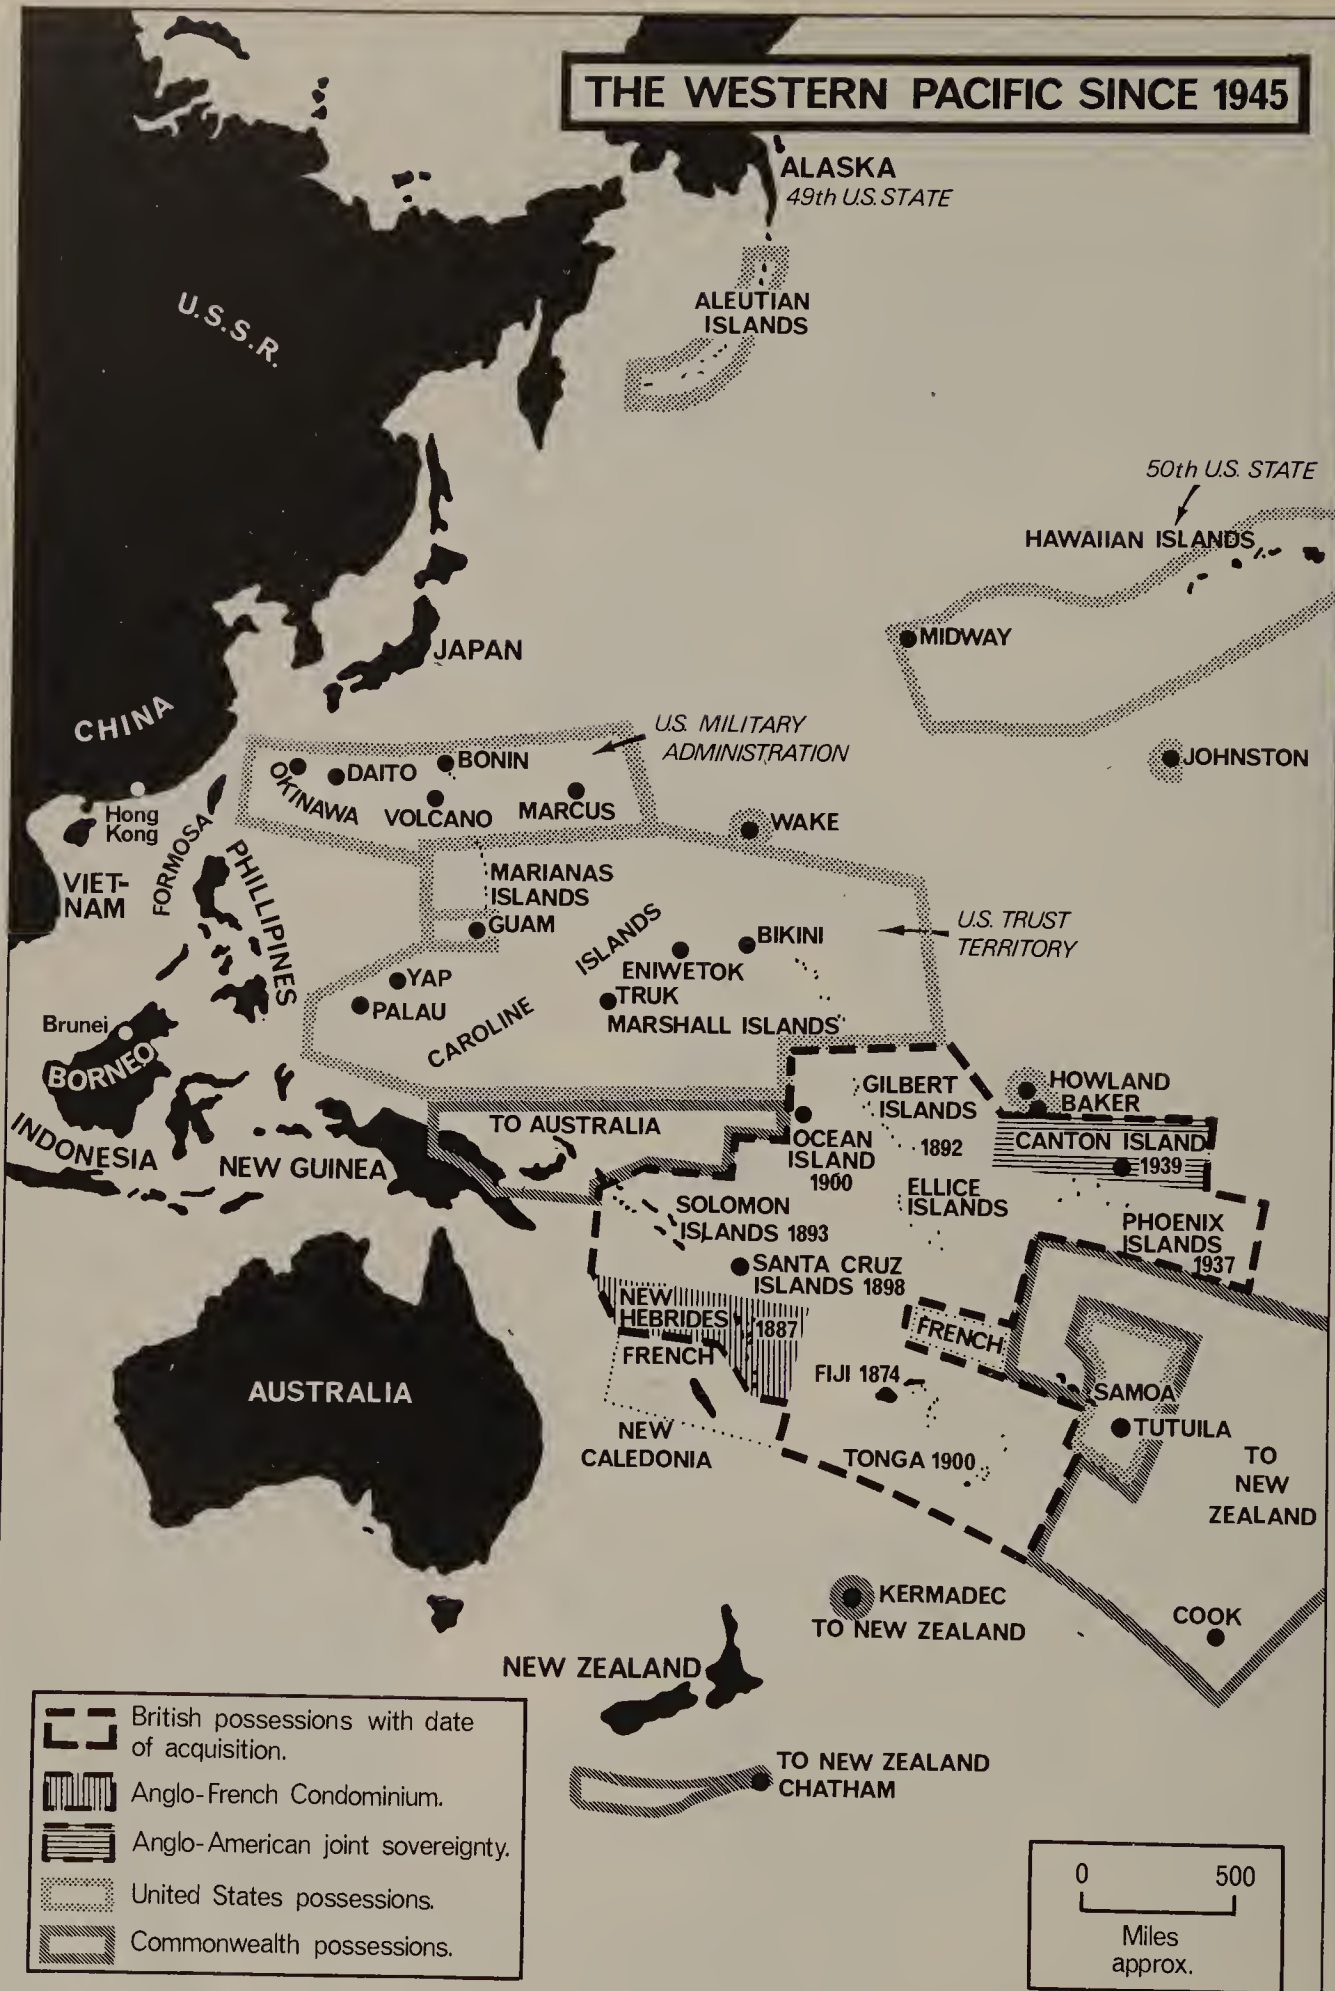 THE WESTERN PACIFIC SINCE 1945
ALASKA
49th U.S. STATE
U.S.S.R.
ALEUTIAN
ISLANDS
50th U.S. STATE
HAWAIIAN ISLANDS
MIDWAY
JAPAN
CHINA
U.S. MILITARY
ADMINISTRATION
JOHNSTON
BONIN
DAITO
OKINAWA
VOLCANO
MARCUS
WAKE
Hong
Kong
FORMOSA
PHILLIPINES
VIET-
NAM
MARIANAS
ISLANDS
GUAM
U.S. TRUST
TERRITORY
CAROLINE ISLANDS
BIKINI
ENIWETOK
YAP
TRUK
PALAU
MARSHALL ISLANDS
Brunei
BORNEO
INDONESIA
NEW GUINEA
TO AUSTRALIA
GILBERT
ISLANDS
1892
HOWLAND
BAKER
OCEAN
ISLAND
1900
CANTON ISLAND
1939
ELLICE
ISLANDS
SOLOMON
ISLANDS 1893
PHOENIX
ISLANDS
1937
SANTA CRUZ
ISLANDS 1898
NEW
HEBRIDES
1887
FRENCH
FRENCH
FIJI 1874
SAMOA
TUTUILA
AUSTRALIA
NEW
CALEDONIA
TONGA 1900
TO
NEW
ZEALAND
KERMADEC
TO NEW ZEALAND
COOK
NEW ZEALAND
TO NEW ZEALAND
CHATHAM
British possessions with date
of acquisition.
Anglo-French Condominium.
Anglo-American joint sovereignty.
United States possessions.
Commonwealth possessions.
0 500
Miles
approx.